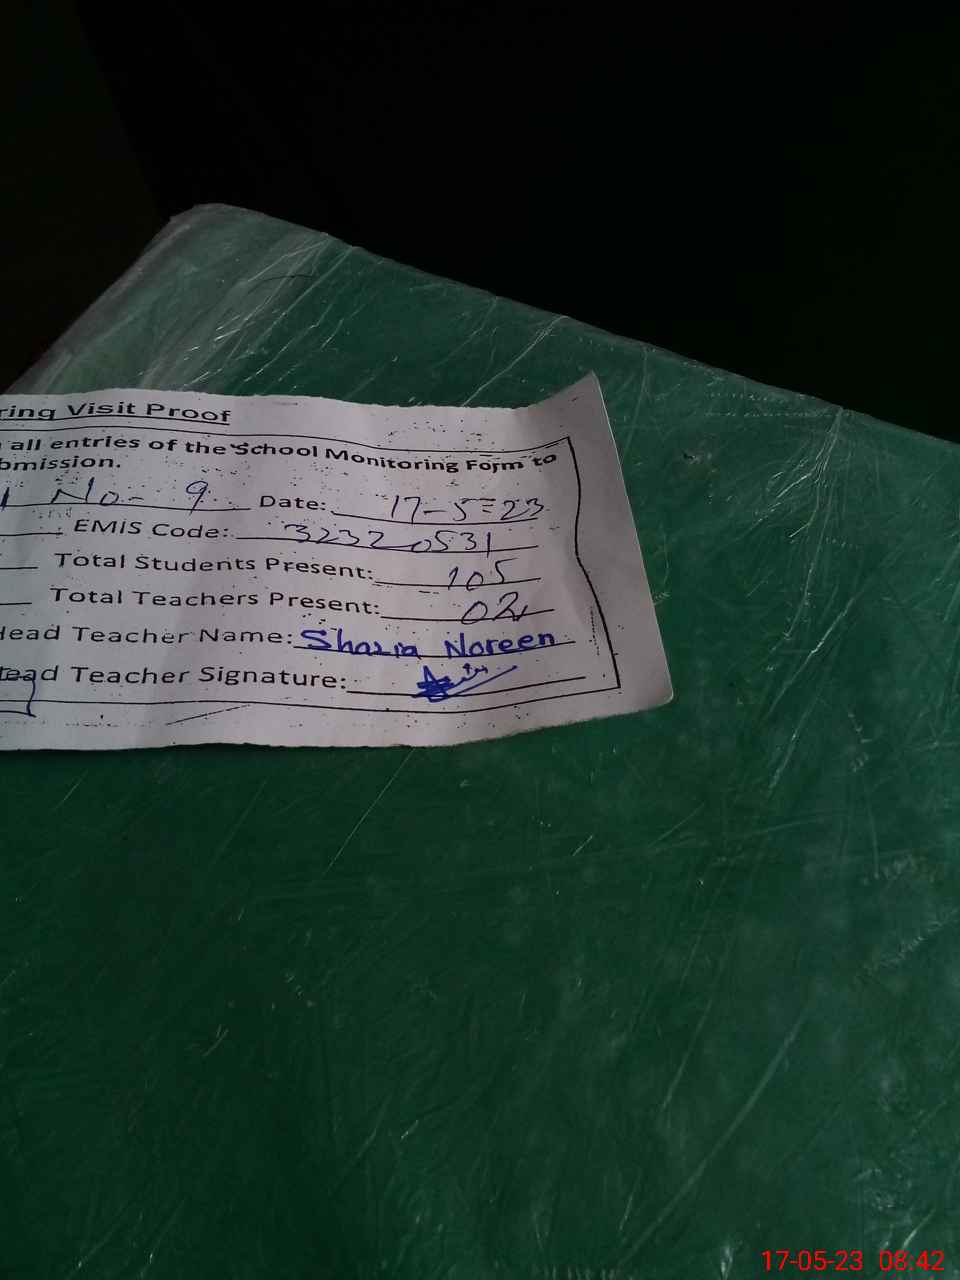 ring Visit Proof
all entries of the School Monitoring Form to
bmission.
No- 9 Date: 17-5-23
EMIS Code: 32320531
Total Students Present: 105
Total Teachers Present: 02
Head Teacher Name: Shazia Noreen
Head Teacher Signature:
17-05-23 08:42